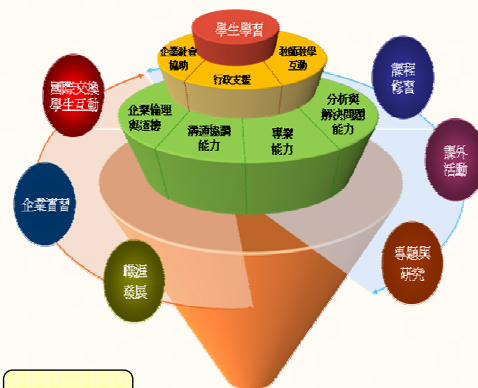 學生學習
企業社會
協助
行政支援
教師教學
互動
企業倫理
與道德
溝通協調
能力
專業
能力
分析與
解決問題
能力
國際交換
學生互動
企業實習
職涯
發展
課程
修習
課外
活動
專題與
研究